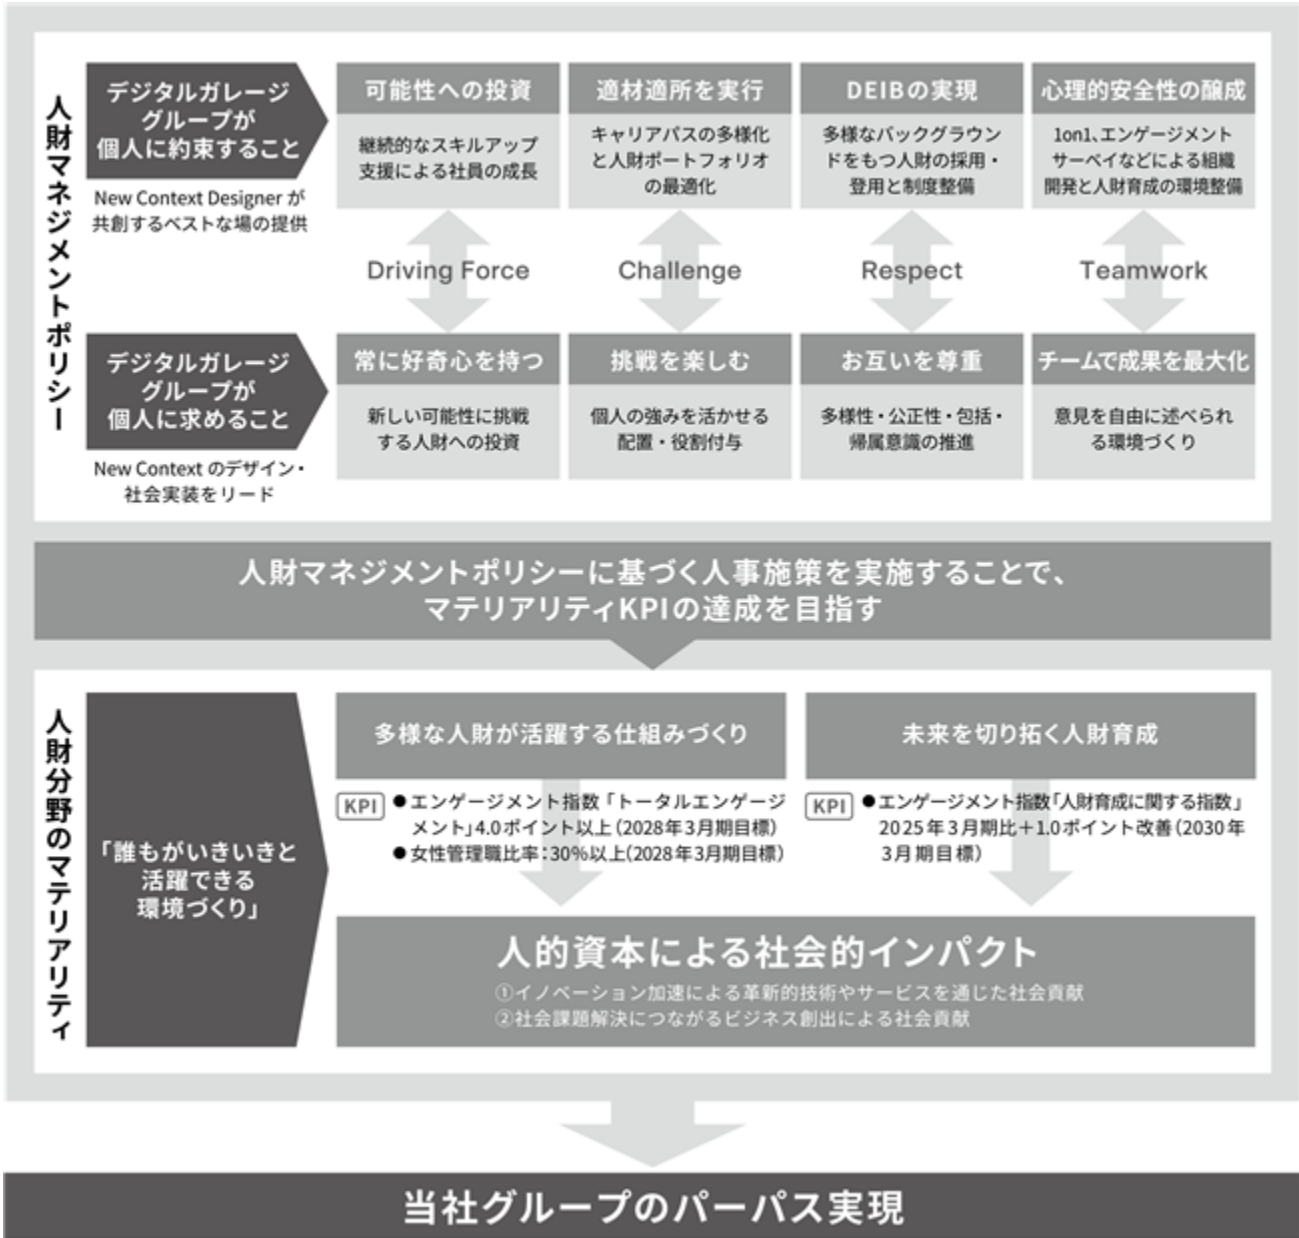 人財マネジメントポリシー
デジタルガレージ
グループが
個人に約束すること
New Context Designer が
共創するベストな場の提供
可能性への投資
継続的なスキルアップ
支援による社員の成長
適材適所を実行
キャリアパスの多様化
と人財ポートフォリオ
の最適化
DEIBの実現
多様なバックグラウン
ドをもつ人財の採用・
登用と制度整備
心理的安全性の醸成
1on1、エンゲージメント
サーベイなどによる組織
開発と人財育成の環境整備
Driving Force
Challenge
Respect
Teamwork
デジタルガレージ
グループが
個人に求めること
New Context のデザイン・
社会実装をリード
常に好奇心を持つ
新しい可能性に挑戦
する人財への投資
挑戦を楽しむ
個人の強みを活かせる
配置・役割付与
お互いを尊重
多様性・公正性・包括・
帰属意識の推進
チームで成果を最大化
意見を自由に述べられ
る環境づくり
人財マネジメントポリシーに基づく人事施策を実施することで、
マテリアリティKPIの達成を目指す
人財分野のマテリアリティ
「誰もがいきいきと
活躍できる
環境づくり」
多様な人財が活躍する仕組みづくり
KPI
●エンゲージメント指数「トータルエンゲージ
メント」4.0ポイント以上（2028年3月期目標）
●女性管理職比率：30%以上（2028年3月期目標）
未来を切り拓く人財育成
KPI
●エンゲージメント指数「人財育成に関する指数」
2025年3月期比＋1.0ポイント改善（2030年
3月期目標）
人的資本による社会的インパクト
①イノベーション加速による革新的技術やサービスを通じた社会貢献
②社会課題解決につながるビジネス創出による社会貢献
当社グループのパーパス実現